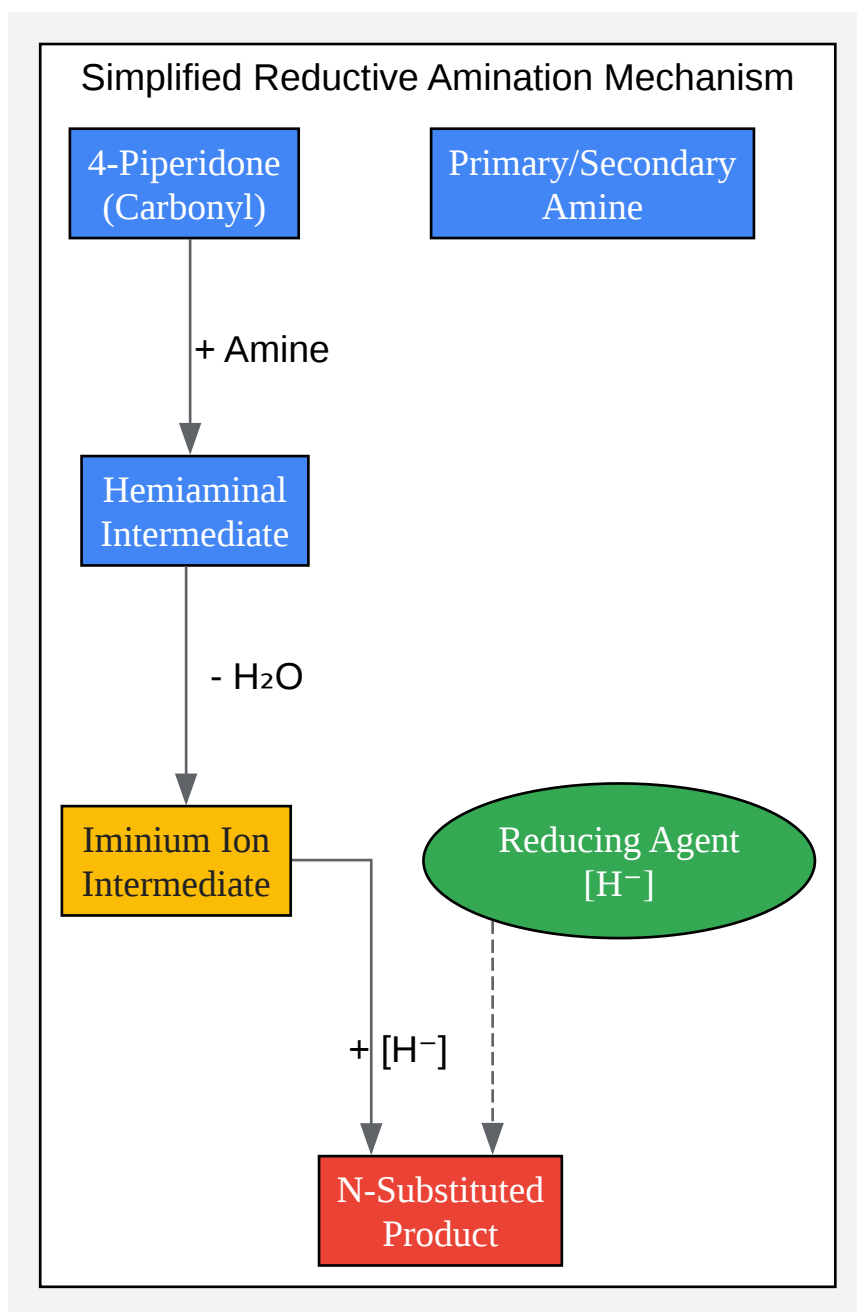 Simplified Reductive Amination Mechanism
4-Piperidone
(Carbonyl)
Primary/Secondary
Amine
+ Amine
Hemiaminal
Intermediate
- H₂O
Iminium Ion
Intermediate
Reducing Agent
[H⁻]
+ [H⁻]
N-Substituted
Product